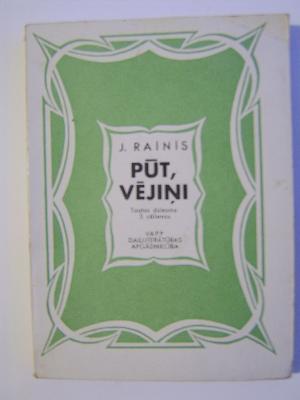 J. RAINIS
PŪT,
VĒJIŅI
Tautas dziesma
5 cēlienos
VAPP
DAIĻLITERATŪRAS
APGĀDNIECĪBA